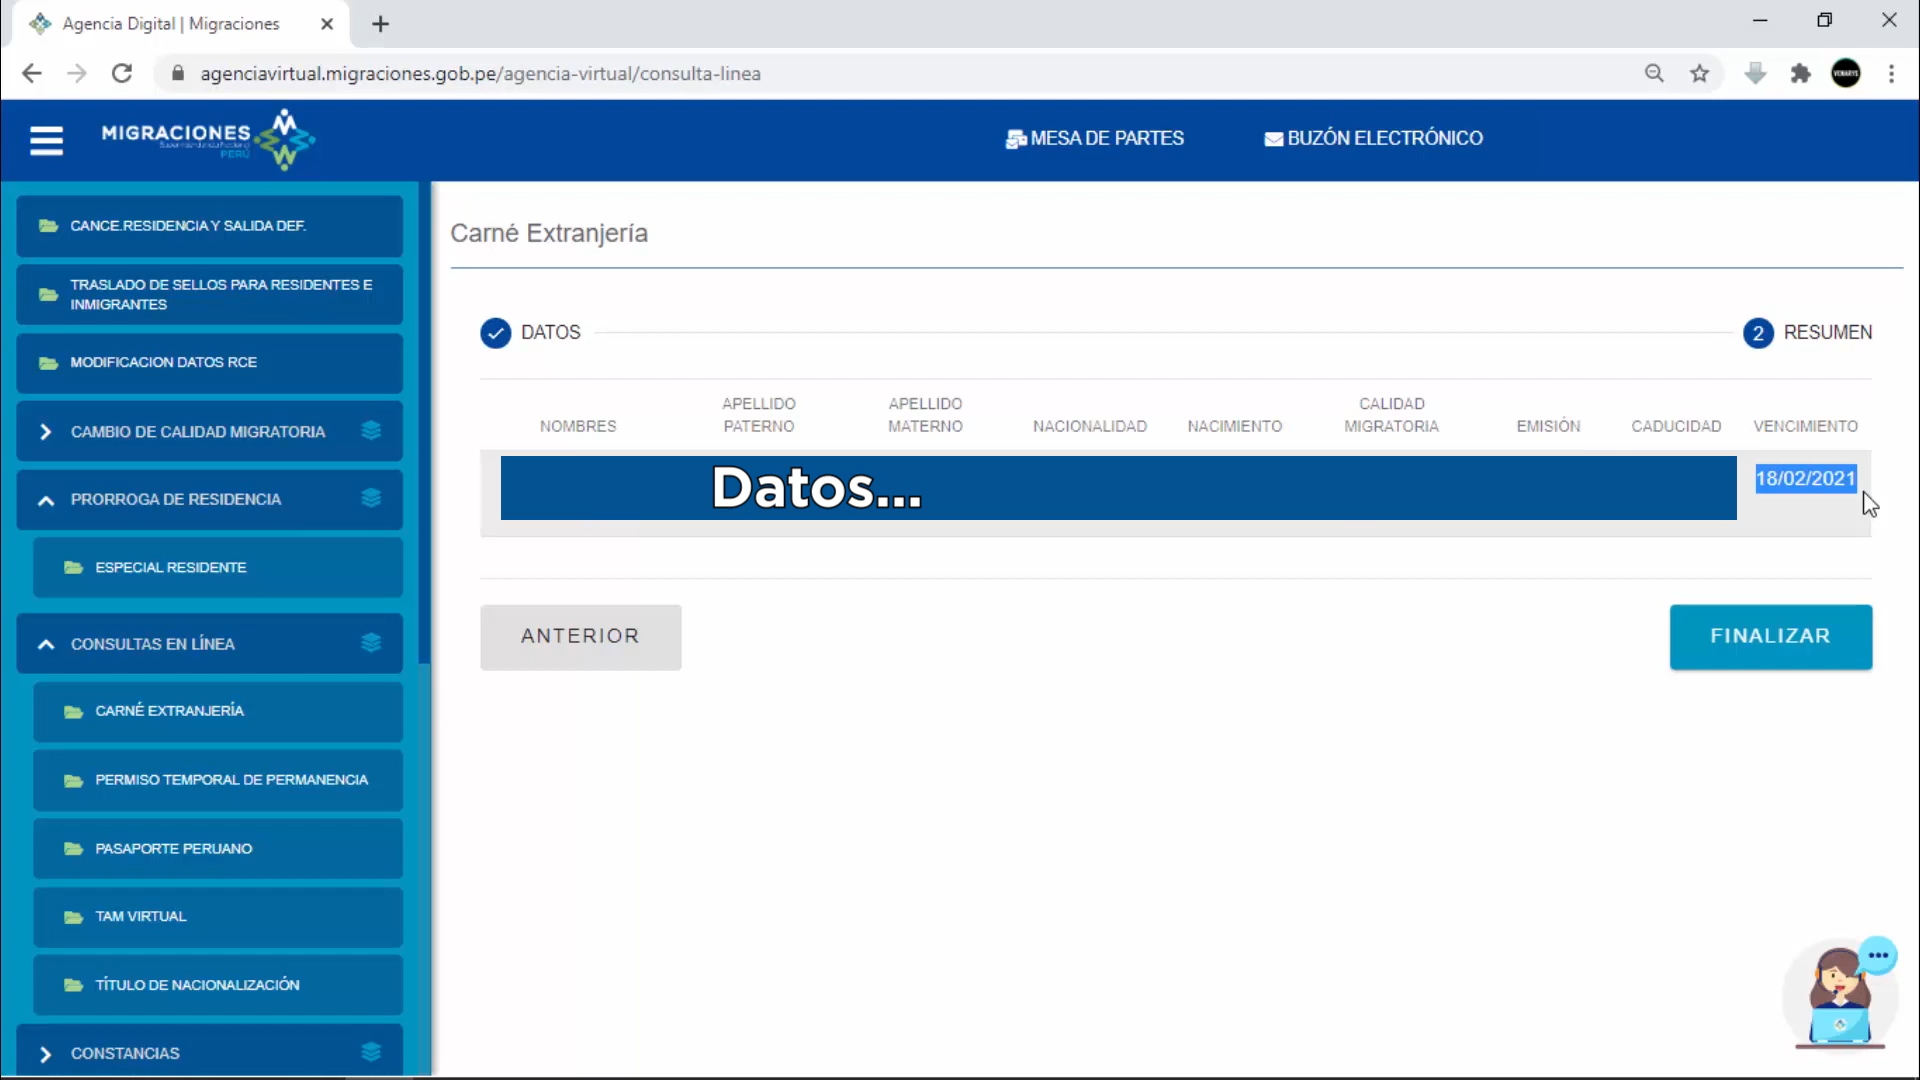 Agencia Digital | Migraciones
agenciavirtual.migraciones.gob.pe/agencia-virtual/consulta-linea
MIGRACIONES
PERÚ
MESA DE PARTES
BUZÓN ELECTRÓNICO
CANCE.RESIDENCIA Y SALIDA DEF.
TRASLADO DE SELLOS PARA RESIDENTES E
INMIGRANTES
MODIFICACION DATOS RCE
CAMBIO DE CALIDAD MIGRATORIA
PRORROGA DE RESIDENCIA
ESPECIAL RESIDENTE
CONSULTAS EN LÍNEA
CARNÉ EXTRANJERÍA
PERMISO TEMPORAL DE PERMANENCIA
PASAPORTE PERUANO
TAM VIRTUAL
TÍTULO DE NACIONALIZACIÓN
CONSTANCIAS
Carné Extranjería
DATOS
2 RESUMEN
NOMBRES
APELLIDO
PATERNO
APELLIDO
MATERNO
NACIONALIDAD
NACIMIENTO
CALIDAD
MIGRATORIA
EMISIÓN
CADUCIDAD
VENCIMIENTO
Datos...
18/02/2021
ANTERIOR
FINALIZAR